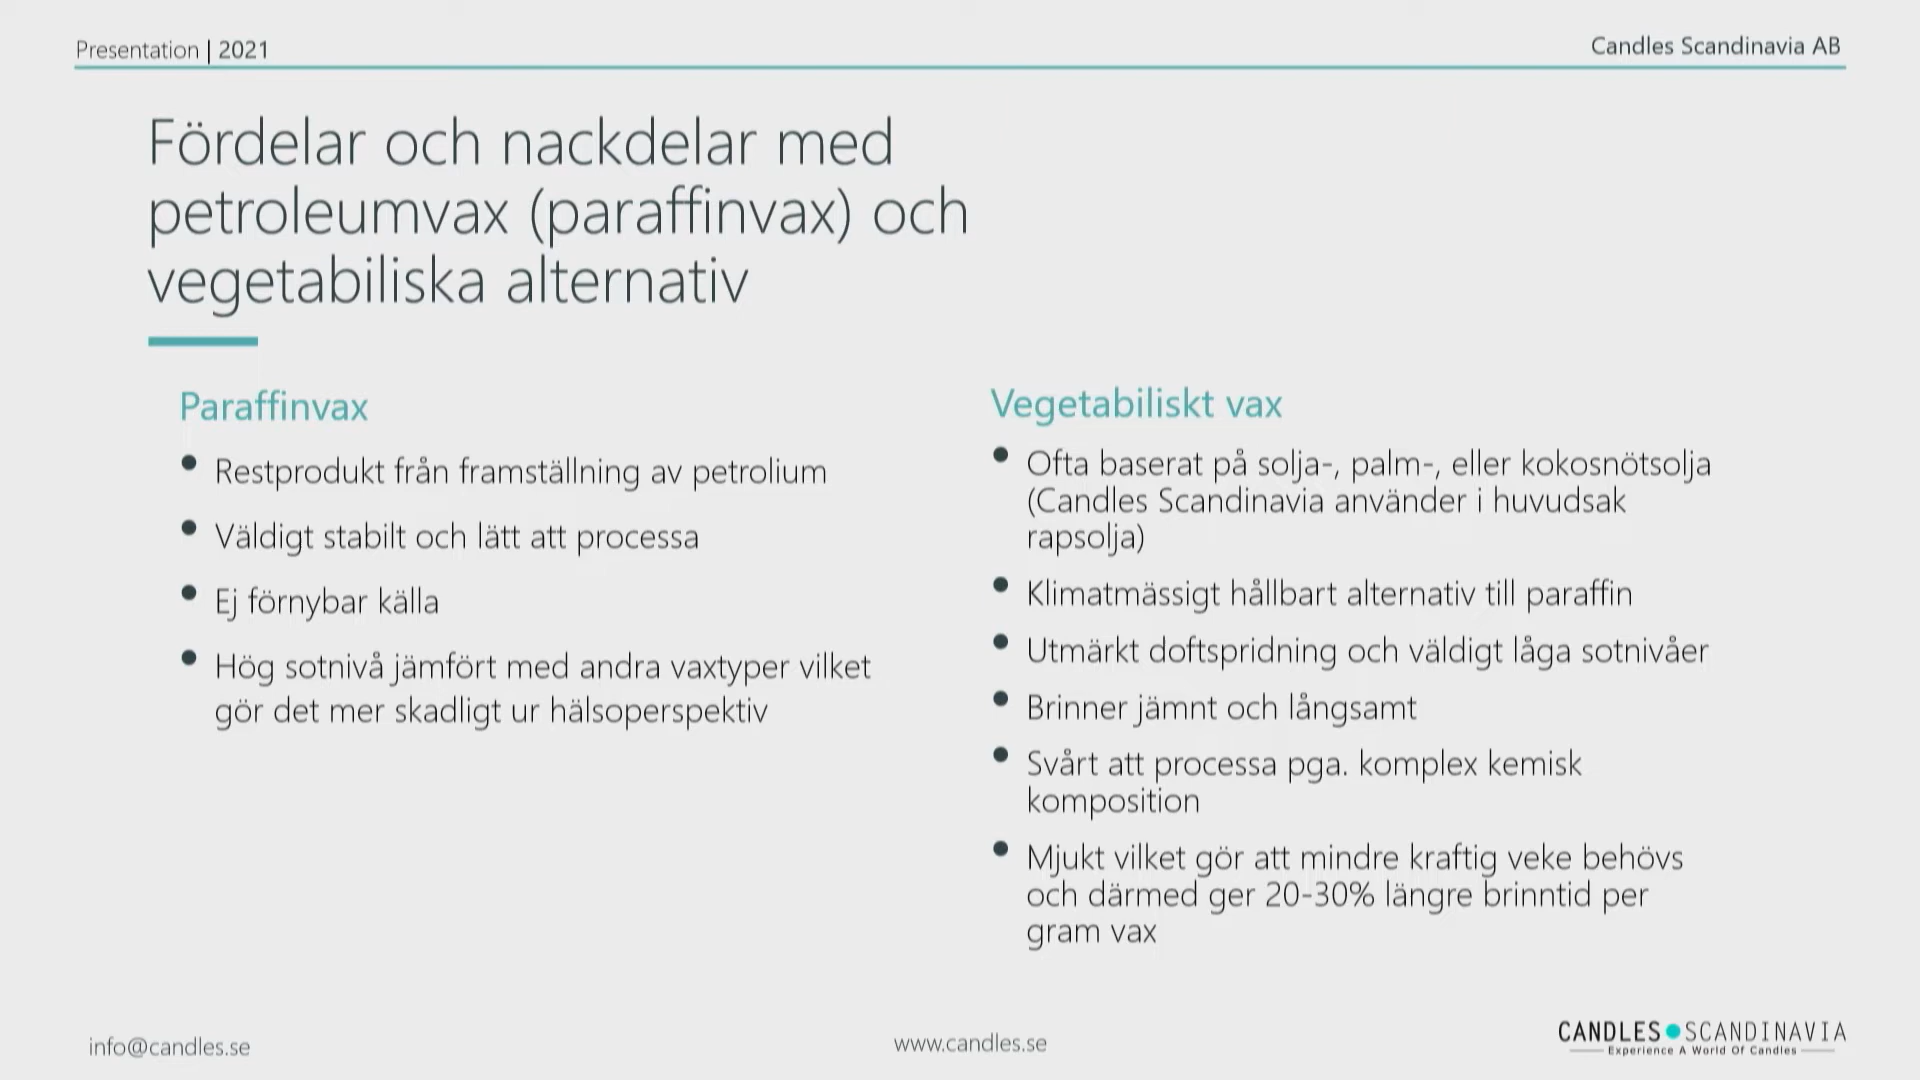 Presentation | 2021
Candles Scandinavia AB
Fördelar och nackdelar med
petroleumvax (paraffinvax) och
vegetabiliska alternativ
Paraffinvax
• Restprodukt från framställning av petrolium
• Väldigt stabilt och lätt att processa
• Ej förnybar källa
• Hög sotnivå jämfört med andra vaxtyper vilket
gör det mer skadligt ur hälsoperspektiv
Vegetabiliskt vax
• Ofta baserat på solja-, palm-, eller kokosnötsolja
(Candles Scandinavia använder i huvudsak
rapsolja)
• Klimatmässigt hållbart alternativ till paraffin
• Utmärkt doftspridning och väldigt låga sotnivåer
• Brinner jämnt och långsamt
• Svårt att processa pga. komplex kemisk
komposition
• Mjukt vilket gör att mindre kraftig veke behövs
och därmed ger 20-30% längre brinntid per
gram vax
info@candles.se
www.candles.se
CANDLES SCANDINAVIA
Experience A World Of Candles